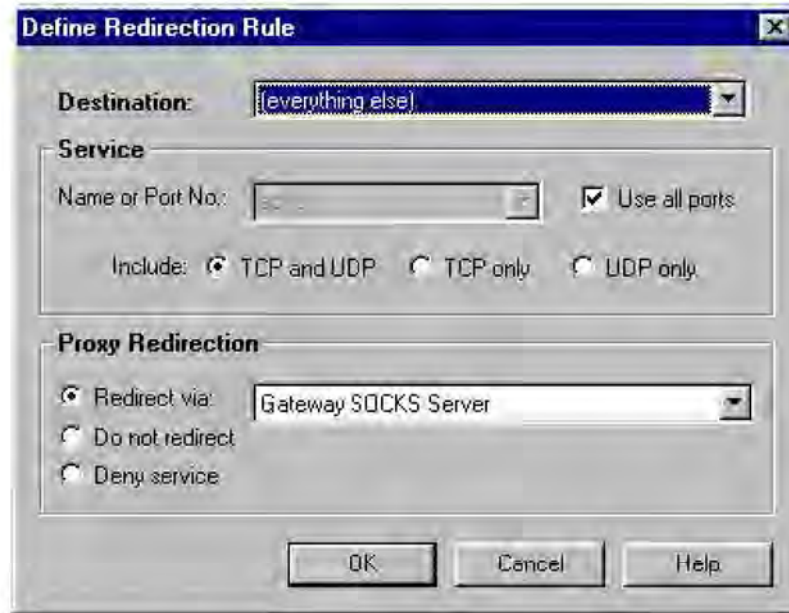 Define Redirection Rule
Destination: (everything else)
Service
Name or Port No.: Use all ports
Include: TCP and UDP TCP only UDP only
Proxy Redirection
Redirect via: Gateway SOCKS Server
Do not redirect
Deny service
OK Cancel Help